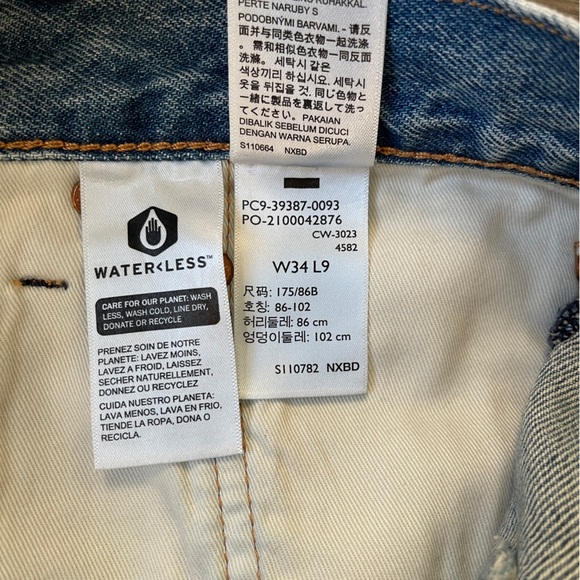 RUHAKKAL.
PERTE NARUBY S
PODOBNÝMI BARVAMI. - 请反
面并与同类色衣物一起洗涤
。需和相似色衣物一同反面
洗滌。세탁시 같은
색상끼리 하십시요. 세탁시
옷을 뒤집을 것. 同じ色物と
一緒に製品を裏返して洗っ
てください。PAKAIAN
DIBALIK SEBELUM DICUCI
DENGAN WARNA SERUPA.
S110664 NXBD
WATER<LESS™
CARE FOR OUR PLANET: WASH
LESS, WASH COLD, LINE DRY,
DONATE OR RECYCLE
PRENEZ SOIN DE NOTRE
PLANETE: LAVEZ MOINS,
LAVEZ A FROID, LAISSEZ
SECHER NATURELLEMENT,
DONNEZ OU RECYCLEZ
CUIDA NUESTRO PLANETA:
LAVA MENOS, LAVA EN FRIO,
TIENDE LA ROPA, DONA O
RECICLA.
PC9-39387-0093
PO-2100042876
CW-3023
4582
W34 L9
尺码: 175/86B
호칭: 86-102
허리둘레: 86 cm
엉덩이둘레: 102 cm
S110782 NXBD